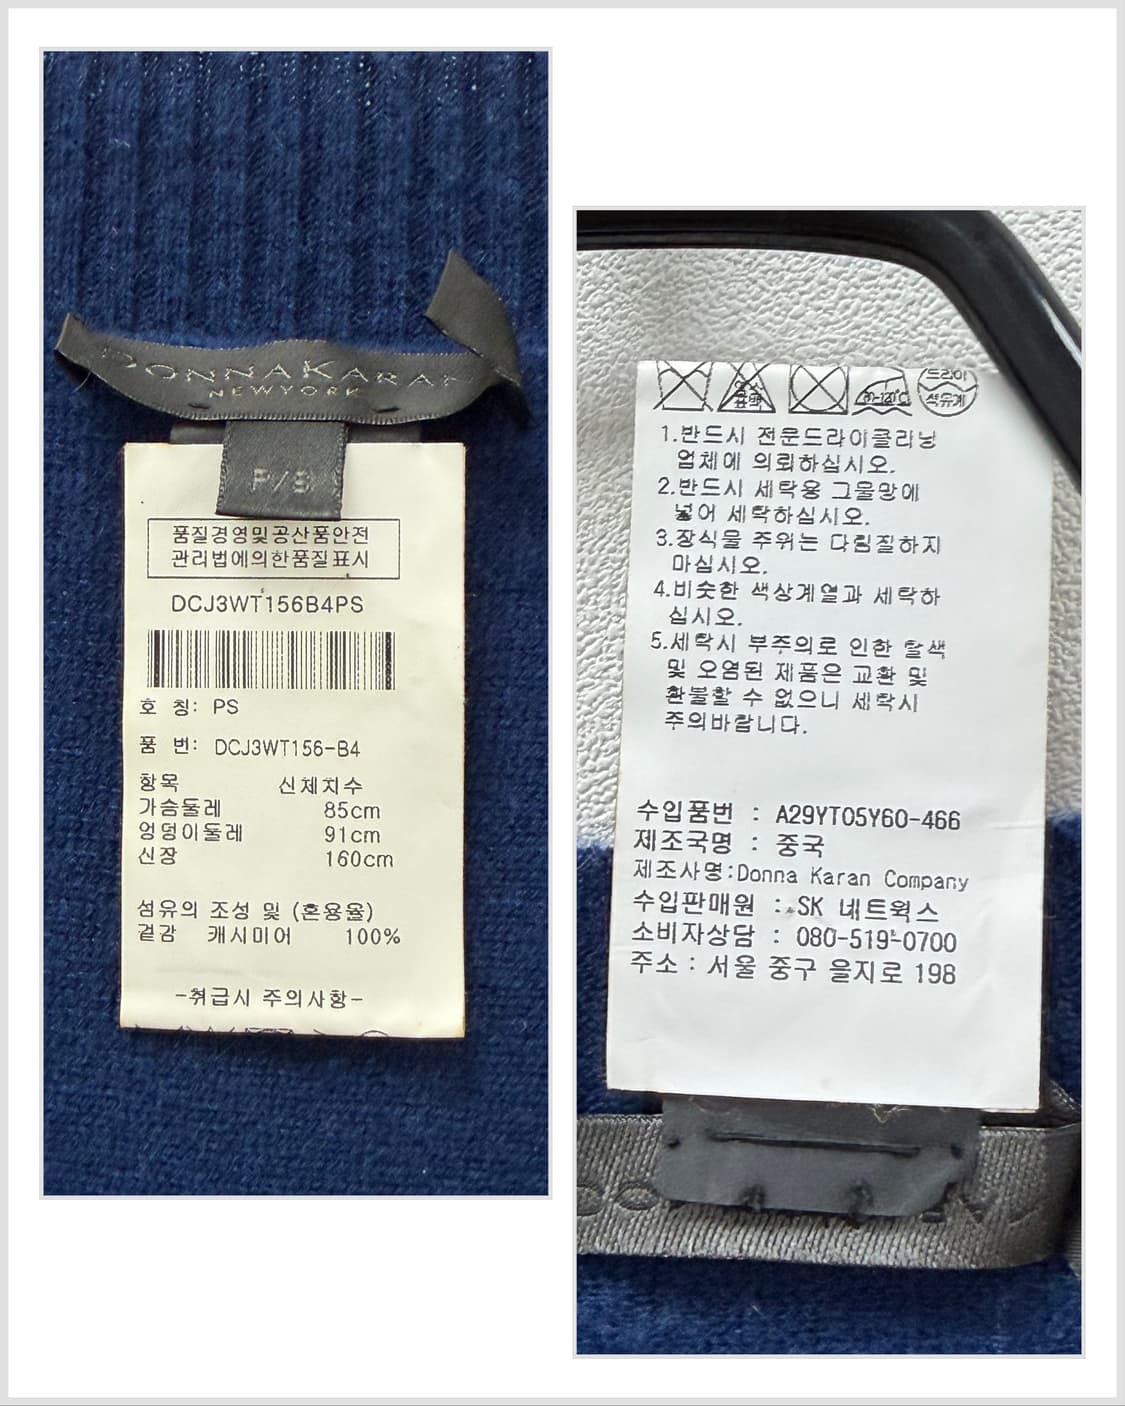 DONNAKARAN
NEWYORK
P/S
품질경영및공산품안전
관리법에의한품질표시
DCJ3WT156B4PS
호 칭: PS
품 번: DCJ3WT156-B4
항목 신체치수
가슴둘레 85cm
엉덩이둘레 91cm
신장 160cm
섬유의 조성 및 (혼용율)
겉감 캐시미어 100%
-취급시 주의사항-
염소
표백
80-120℃
드라이
석유계
1.반드시 전문드라이클리닝
업체에 의뢰하십시오.
2.반드시 세탁용 그물망에
넣어 세탁하십시오.
3.장식물 주위는 다림질하지
마십시오.
4.비슷한 색상계열과 세탁하
십시오.
5.세탁시 부주의로 인한 탈색
및 오염된 제품은 교환 및
환불할 수 없으니 세탁시
주의바랍니다.
수입품번 : A29YT05Y60-466
제조국명 : 중국
제조사명:Donna Karan Company
수입판매원 : SK 네트웍스
소비자상담 : 080-519-0700
주소 : 서울 중구 을지로 198